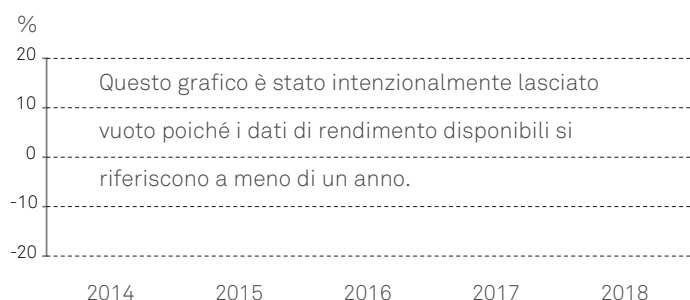 %
20
Questo grafico è stato intenzionalmente lasciato
10
vuoto poiché i dati di rendimento disponibili si
0
riferiscono a meno di un anno.
-10
-20
2014 2015 2016 2017 2018